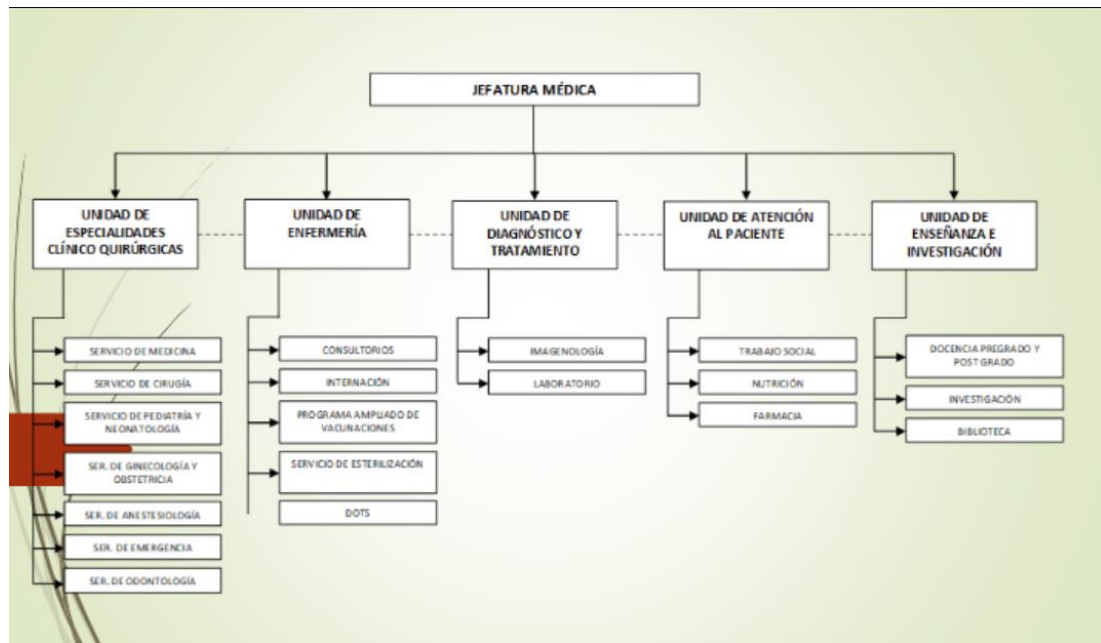 JEFATURA MÉDICA
UNIDAD DE
ESPECIALIDADES
CLÍNICO QUIRÚRGICAS
UNIDAD DE
ENFERMERÍA
UNIDAD DE
DIAGNÓSTICO Y
TRATAMIENTO
UNIDAD DE ATENCIÓN
AL PACIENTE
UNIDAD DE
ENSEÑANZA E
INVESTIGACIÓN
SERVICIO DE MEDICINA
SERVICIO DE CIRUGÍA
SERVICIO DE PEDIATRÍA Y
NEONATOLOGÍA
SER. DE GINECOLOGÍA Y
OBSTETRICIA
SER. DE ANESTESIOLOGÍA
SER. DE EMERGENCIA
SER. DE ODONTOLOGÍA
CONSULTORIOS
INTERNACIÓN
PROGRAMA AMPLIADO DE
VACUNACIONES
SERVICIO DE ESTERILIZACIÓN
DOTS
IMAGENOLOGÍA
LABORATORIO
TRABAJO SOCIAL
NUTRICIÓN
FARMACIA
DOCENCIA PREGRADO Y
POST GRADO
INVESTIGACIÓN
BIBLIOTECA